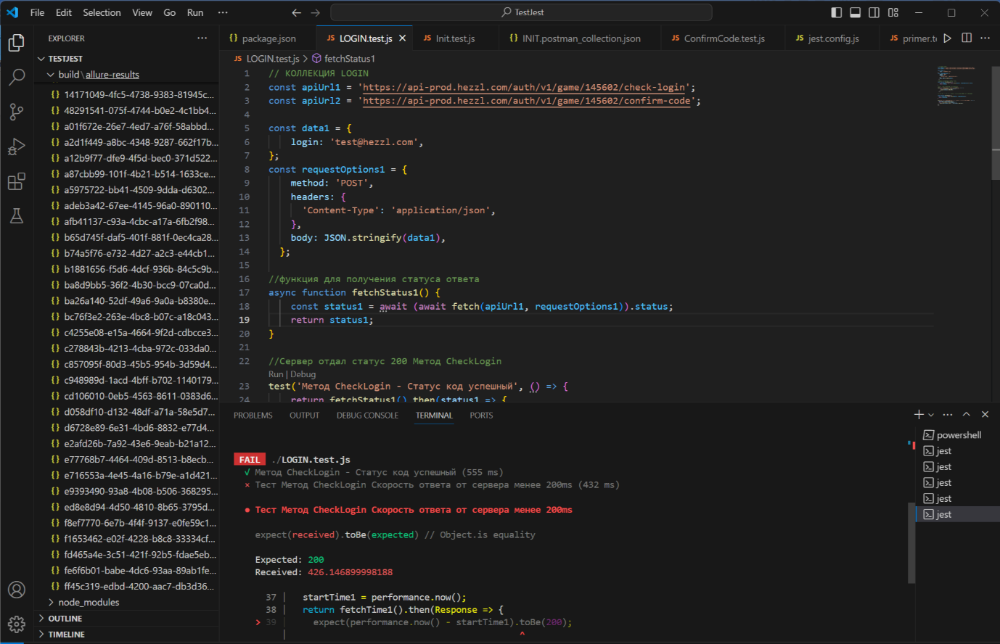 File Edit Selection View Go Run ··· TestJest
EXPLORER ···
TESTJEST
build\allure-results
{} 14171049-4fc5-4738-9383-81945c...
{} 48291541-075f-4744-b0e2-4c1bb4...
{} a01f672e-26e7-4ed7-a76f-58abbd...
{} a2d1f449-a8bc-4348-9287-662f17b...
{} a12b9f77-dfe9-4f5d-bec0-371d522...
{} a87cbb99-101f-4b21-b514-1633ce...
{} a5975722-bb41-4509-9dda-d6302...
{} adeb3a42-67ee-4145-96a0-890110...
{} afb41137-c93a-4cbc-a17a-6fb2f98...
{} b65d745f-daf5-401f-881f-0ec4ca28...
{} b74a5f76-e732-4d27-a2c3-e44cb1...
{} b1881656-f5d6-4dcf-936b-84c5c9b...
{} ba8d9bb5-36f2-4b30-bcc9-07ca0d...
{} ba26a140-52df-49a6-9a0a-b8380e...
{} bc76f3e2-263e-4bc8-b07c-a18c043...
{} c4255e08-e15a-4664-9f2d-cdbcce3...
{} c278843b-4213-4cba-972c-033da0...
{} c857095f-80d3-45b5-954b-3d59d4...
{} c948989d-1acd-4bff-b702-1140179...
{} cd106010-0eb5-4563-8611-0383d6...
{} d058df10-d132-48df-a71a-58e5d7...
{} d6728e89-6e31-4bd6-8832-e77d4...
{} e2afd26b-7a92-43e6-9eab-b21a12...
{} e77768b7-4464-409d-8513-b8ecb...
{} e716553a-4e45-4a16-b79e-a1d421...
{} e9393490-93a8-4b08-b506-368295...
{} ed8e8d94-4d50-4810-8b65-3795d...
{} f8ef7770-6e7b-4f4f-9137-e0fe59c1...
{} f1653462-e02f-4228-b8c8-33334cf...
{} fd465a4e-3c51-421f-92b5-fdae5eb...
{} fe6f6b01-babe-4dc6-93aa-89ab1fe...
{} ff45c319-edbd-4200-aac7-db3d36...
node_modules
OUTLINE
TIMELINE
{} package.json JS LOGIN.test.js JS Init.test.js {} INIT.postman_collection.json JS ConfirmCode.test.js JS jest.config.js JS primer.t
JS LOGIN.test.js > fetchStatus1
1 // КОЛЛЕКЦИЯ LOGIN
2 const apiUrl1 = 'https://api-prod.hezzl.com/auth/v1/game/145602/check-login';
3 const apiUrl2 = 'https://api-prod.hezzl.com/auth/v1/game/145602/confirm-code';
4
5 const data1 = {
6 login: 'test@hezzl.com',
7 };
8 const requestOptions1 = {
9 method: 'POST',
10 headers: {
11 'Content-Type': 'application/json',
12 },
13 body: JSON.stringify(data1),
14 };
15
16 //функция для получения статуса ответа
17 async function fetchStatus1() {
18 const status1 = await (await fetch(apiUrl1, requestOptions1)).status;
19 return status1;
20 }
21
22 //Сервер отдал статус 200 Метод CheckLogin
Run | Debug
23 test('Метод CheckLogin - Статус код успешный', () => {
24 return fetchStatus1().then(status1 => {
PROBLEMS OUTPUT DEBUG CONSOLE TERMINAL PORTS
FAIL ./LOGIN.test.js
√ Метод CheckLogin - Статус код успешный (555 ms)
× Тест Метод CheckLogin Скорость ответа от сервера менее 200ms (432 ms)
● Тест Метод CheckLogin Скорость ответа от сервера менее 200ms
expect(received).toBe(expected) // Object.is equality
Expected: 200
Received: 426.146899998188
37 | startTime1 = performance.now();
38 | return fetchTime1().then(Response => {
> 39 | expect(performance.now() - startTime1).toBe(200);
| ^
powershell
jest
jest
jest
jest
jest